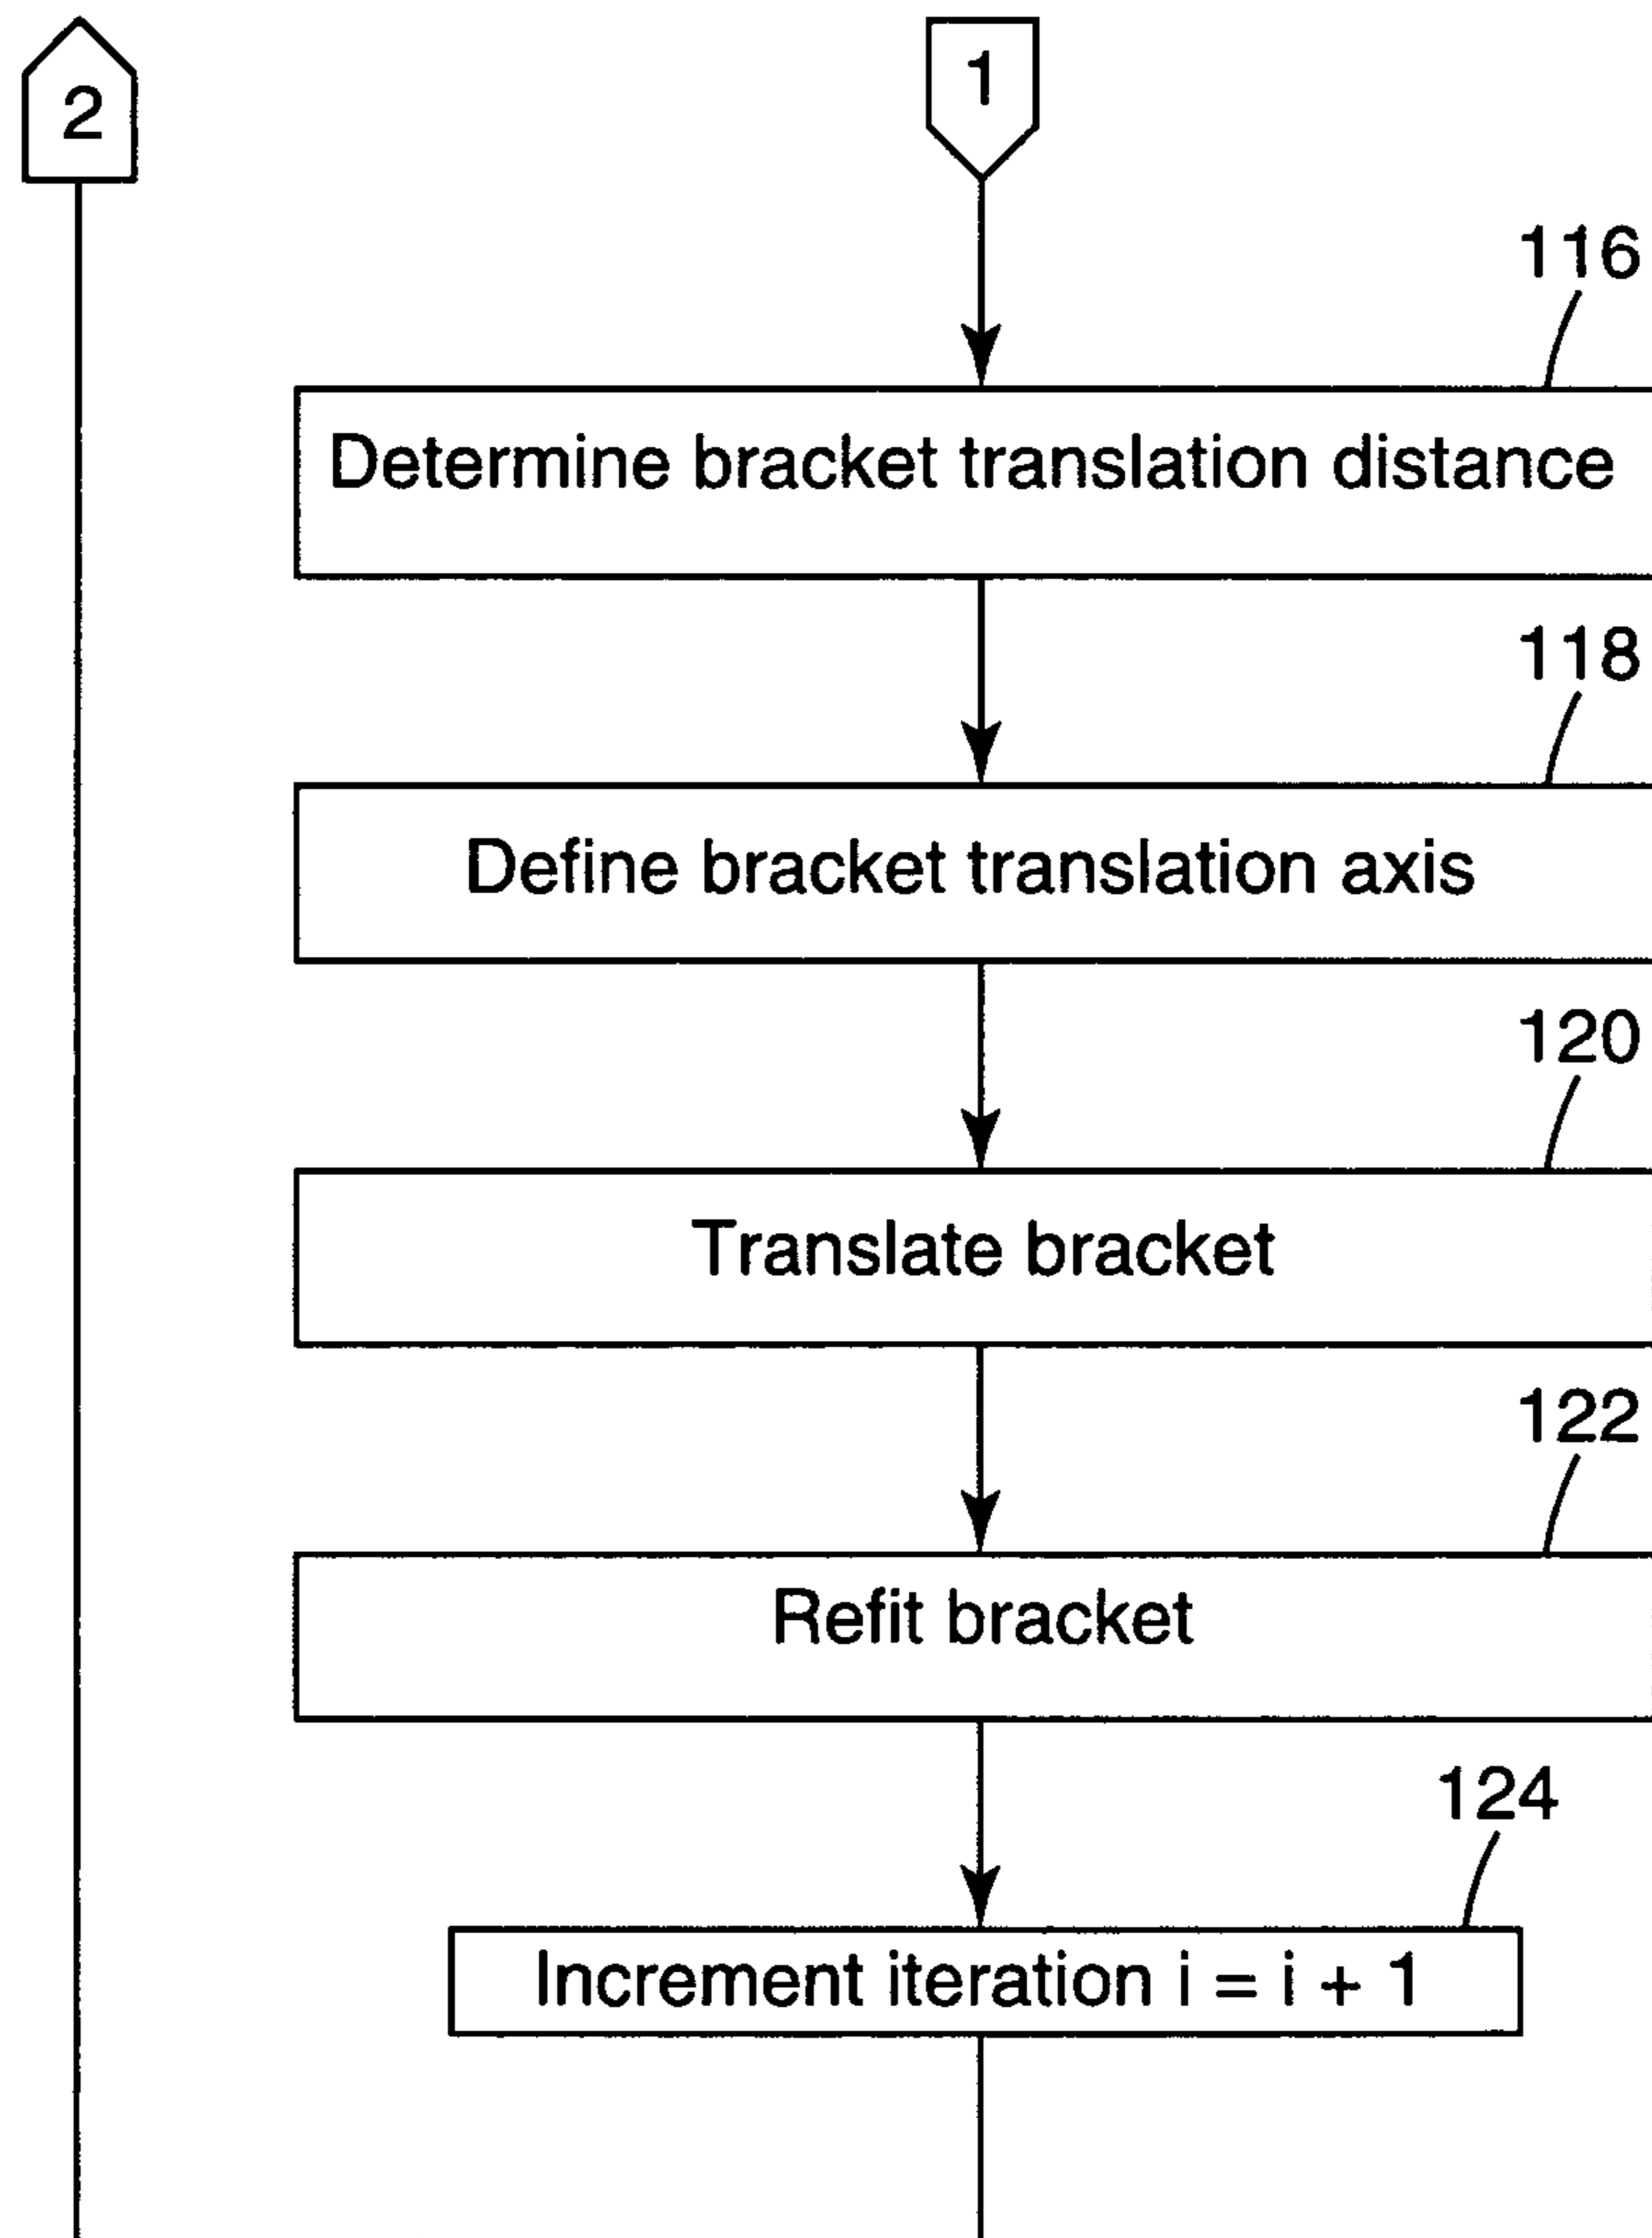 2
1
116
Determine bracket translation distance
118
Define bracket translation axis
120
Translate bracket
122
Refit bracket
124
Increment iteration i = i + 1